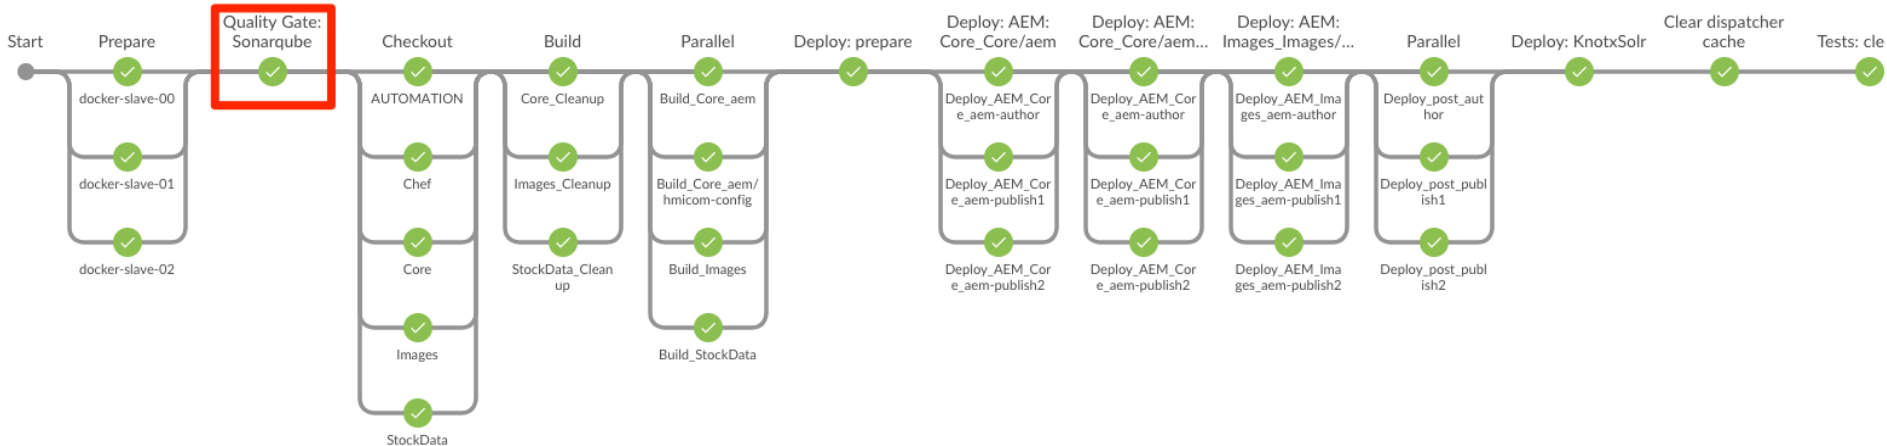 Start
Prepare
docker-slave-00
docker-slave-01
docker-slave-02
Quality Gate:
Sonarqube
Checkout
AUTOMATION
Chef
Core
Images
StockData
Build
Core_Cleanup
Images_Cleanup
StockData_Clean
up
Parallel
Build_Core_aem
Build_Core_aem/
hmicom-config
Build_Images
Build_StockData
Deploy: prepare
Deploy: AEM:
Core_Core/aem
Deploy_AEM_Cor
e_aem-author
Deploy_AEM_Cor
e_aem-publish1
Deploy_AEM_Cor
e_aem-publish2
Deploy: AEM:
Core_Core/aem...
Deploy_AEM_Cor
e_aem-author
Deploy_AEM_Cor
e_aem-publish1
Deploy_AEM_Cor
e_aem-publish2
Deploy: AEM:
Images_Images/...
Deploy_AEM_Ima
ges_aem-author
Deploy_AEM_Ima
ges_aem-publish1
Deploy_AEM_Ima
ges_aem-publish2
Parallel
Deploy_post_aut
hor
Deploy_post_publ
ish1
Deploy_post_publ
ish2
Deploy: KnotxSolr
Clear dispatcher
cache
Tests: cle